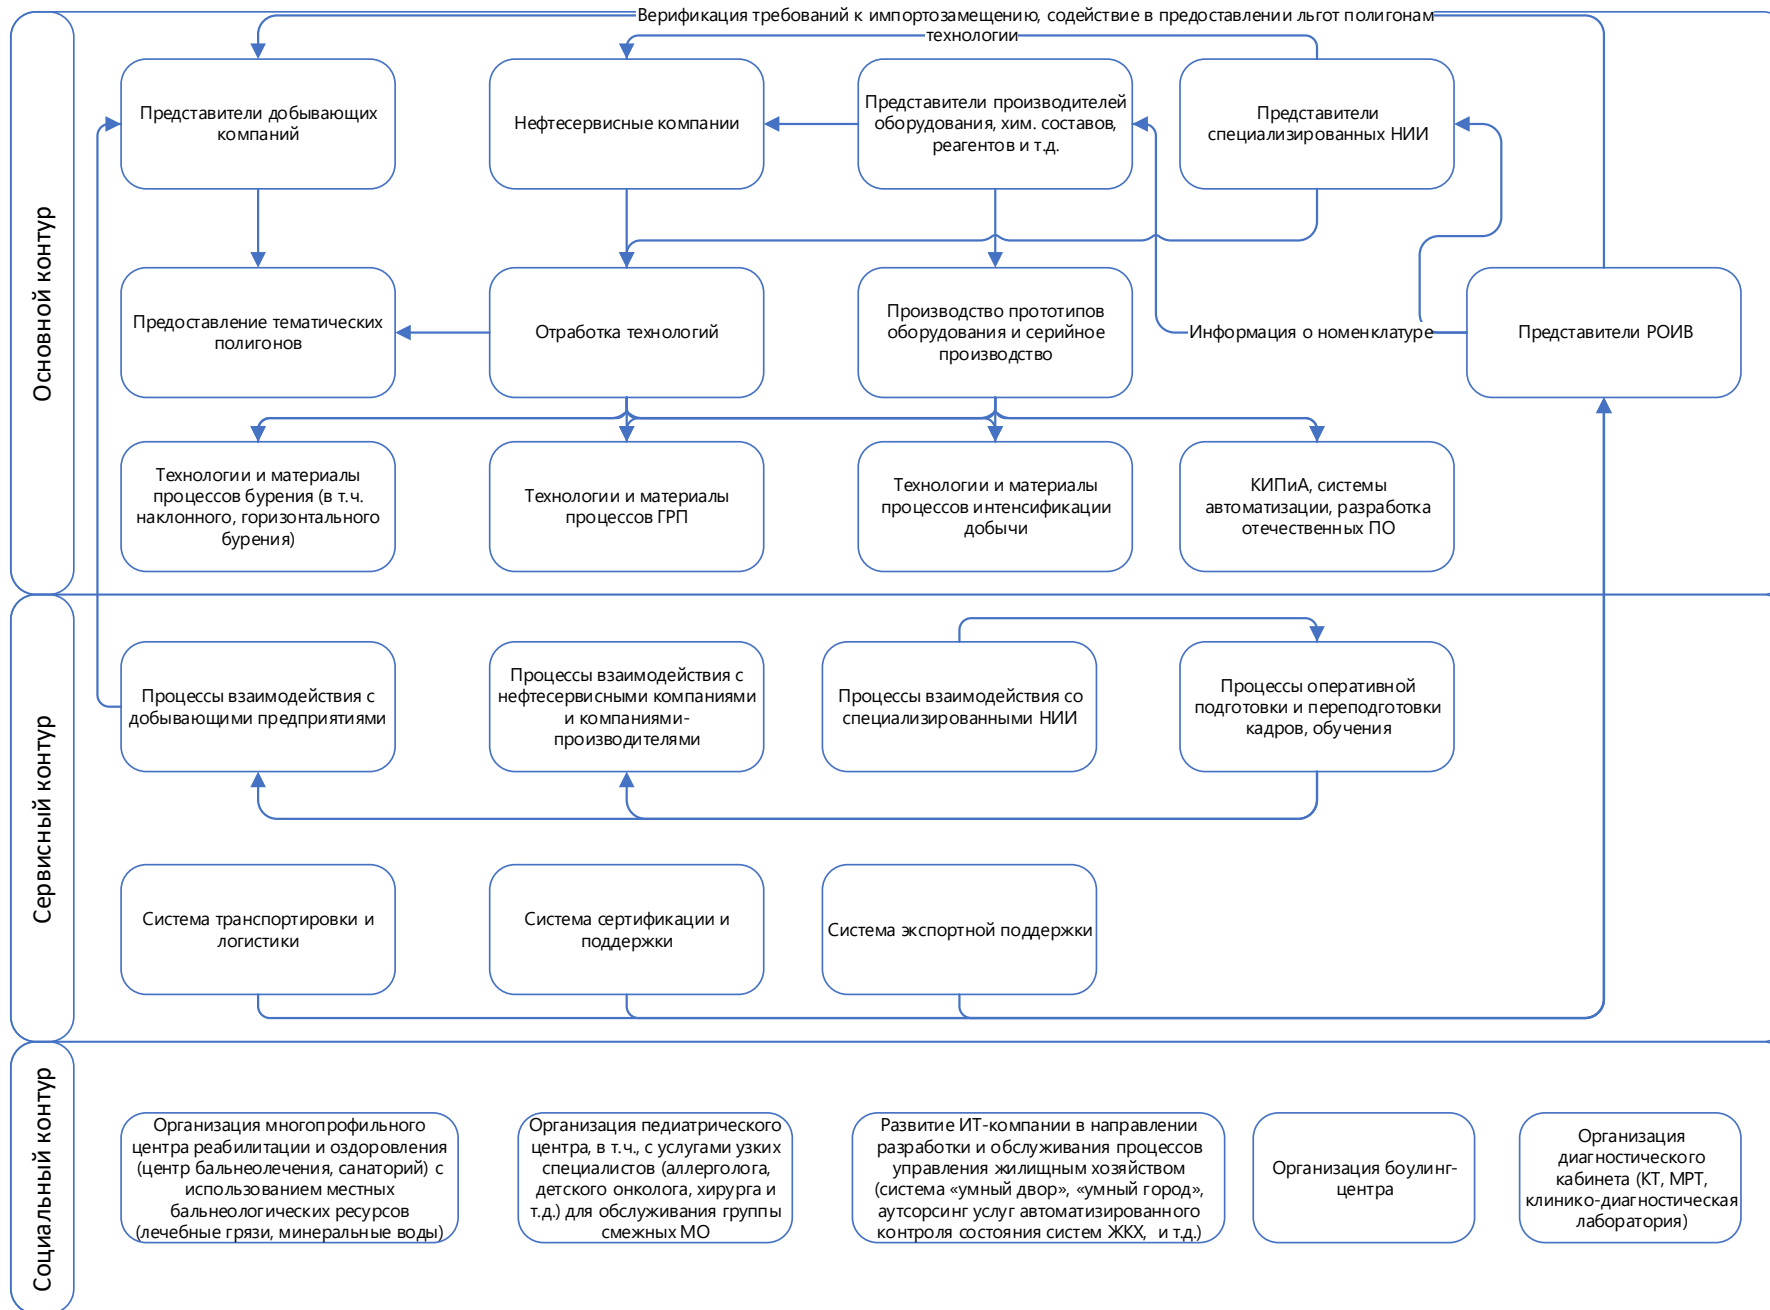 Верификация требований к импортозамещению, содействие в предоставлении льгот полигонам
технологии
Основной контур
Представители добывающих
компаний
Нефтесервисные компании
Представители производителей
оборудования, хим. составов,
реагентов и т.д.
Представители
специализированных НИИ
Предоставление тематических
полигонов
Отработка технологий
Производство прототипов
оборудования и серийное
производство
Информация о номенклатуре
Представители РОИВ
Технологии и материалы
процессов бурения (в т.ч.
наклонного, горизонтального
бурения)
Технологии и материалы
процессов ГРП
Технологии и материалы
процессов интенсификации
добычи
КИПиА, системы
автоматизации, разработка
отечественных ПО
Сервисный контур
Процессы взаимодействия с
добывающими предприятиями
Процессы взаимодействия с
нефтесервисными компаниями
и компаниями-
производителями
Процессы взаимодействия со
специализированными НИИ
Процессы оперативной
подготовки и переподготовки
кадров, обучения
Система транспортировки и
логистики
Система сертификации и
поддержки
Система экспортной поддержки
Социальный контур
Организация многопрофильного
центра реабилитации и оздоровления
(центр бальнеолечения, санаторий) с
использованием местных
бальнеологических ресурсов
(лечебные грязи, минеральные воды)
Организация педиатрического
центра, в т.ч., с услугами узких
специалистов (аллерголога,
детского онколога, хирурга и
т.д.) для обслуживания группы
смежных МО
Развитие ИТ-компании в направлении
разработки и обслуживания процессов
управления жилищным хозяйством
(система «умный двор», «умный город»,
аутсорсинг услуг автоматизированного
контроля состояния систем ЖКХ, и т.д.)
Организация боулинг-
центра
Организация
диагностического
кабинета (КТ, МРТ,
клинико-диагностическая
лаборатория)